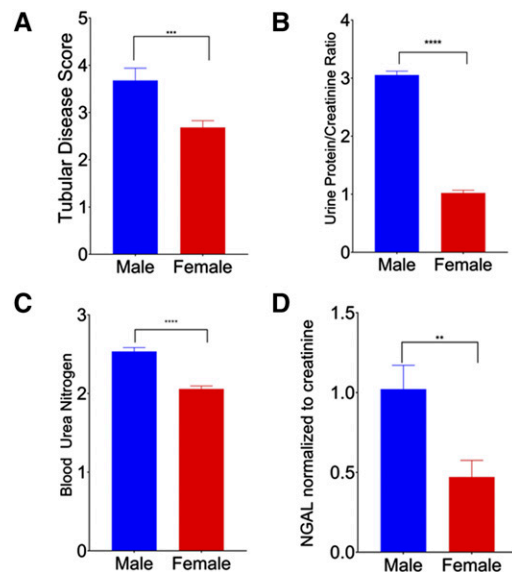 A
***
Tubular Disease Score
5
4
3
2
1
0
Male Female
B
****
Urine Protein/Creatinine Ratio
4
3
2
1
0
Male Female
C
****
Blood Urea Nitrogen
3
2
1
0
Male Female
D
**
NGAL normalized to creatinine
1.5
1.0
0.5
0.0
Male Female